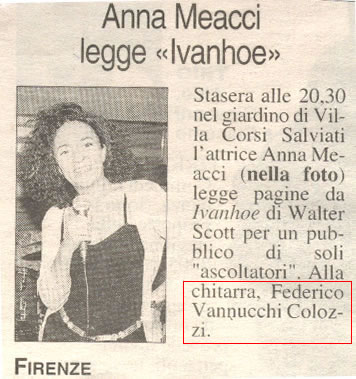 Anna Meacci
legge «Ivanhoe»
Stasera alle 20,30
nel giardino di Vil-
la Corsi Salviati
l'attrice Anna Me-
acci (nella foto)
legge pagine da
Ivanhoe di Walter
Scott per un pub-
blico di soli
"ascoltatori". Alla
chitarra, Federico
Vannucchi Coloz-
zi.
FIRENZE